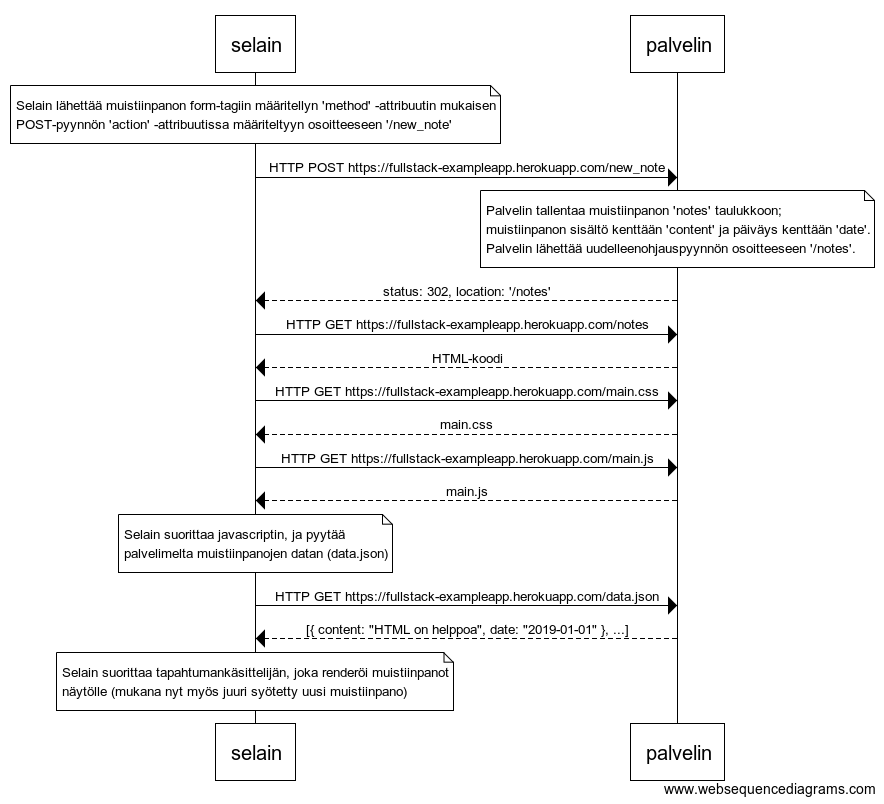 selain
palvelin
Selain lähettää muistiinpanon form-tagiin määritellyn 'method' -attribuutin mukaisen
POST-pyynnön 'action' -attribuutissa määriteltyyn osoitteeseen '/new_note'
HTTP POST https://fullstack-exampleapp.herokuapp.com/new_note
Palvelin tallentaa muistiinpanon 'notes' taulukkoon;
muistiinpanon sisältö kenttään 'content' ja päiväys kenttään 'date'.
Palvelin lähettää uudelleenohjauspyynnön osoitteeseen '/notes'.
status: 302, location: '/notes'
HTTP GET https://fullstack-exampleapp.herokuapp.com/notes
HTML-koodi
HTTP GET https://fullstack-exampleapp.herokuapp.com/main.css
main.css
HTTP GET https://fullstack-exampleapp.herokuapp.com/main.js
main.js
Selain suorittaa javascriptin, ja pyytää
palvelimelta muistiinpanojen datan (data.json)
HTTP GET https://fullstack-exampleapp.herokuapp.com/data.json
[{ content: "HTML on helppoa", date: "2019-01-01" }, ...]
Selain suorittaa tapahtumankäsittelijän, joka renderöi muistiinpanot
näytölle (mukana nyt myös juuri syötetty uusi muistiinpano)
selain
palvelin
www.websequencediagrams.com